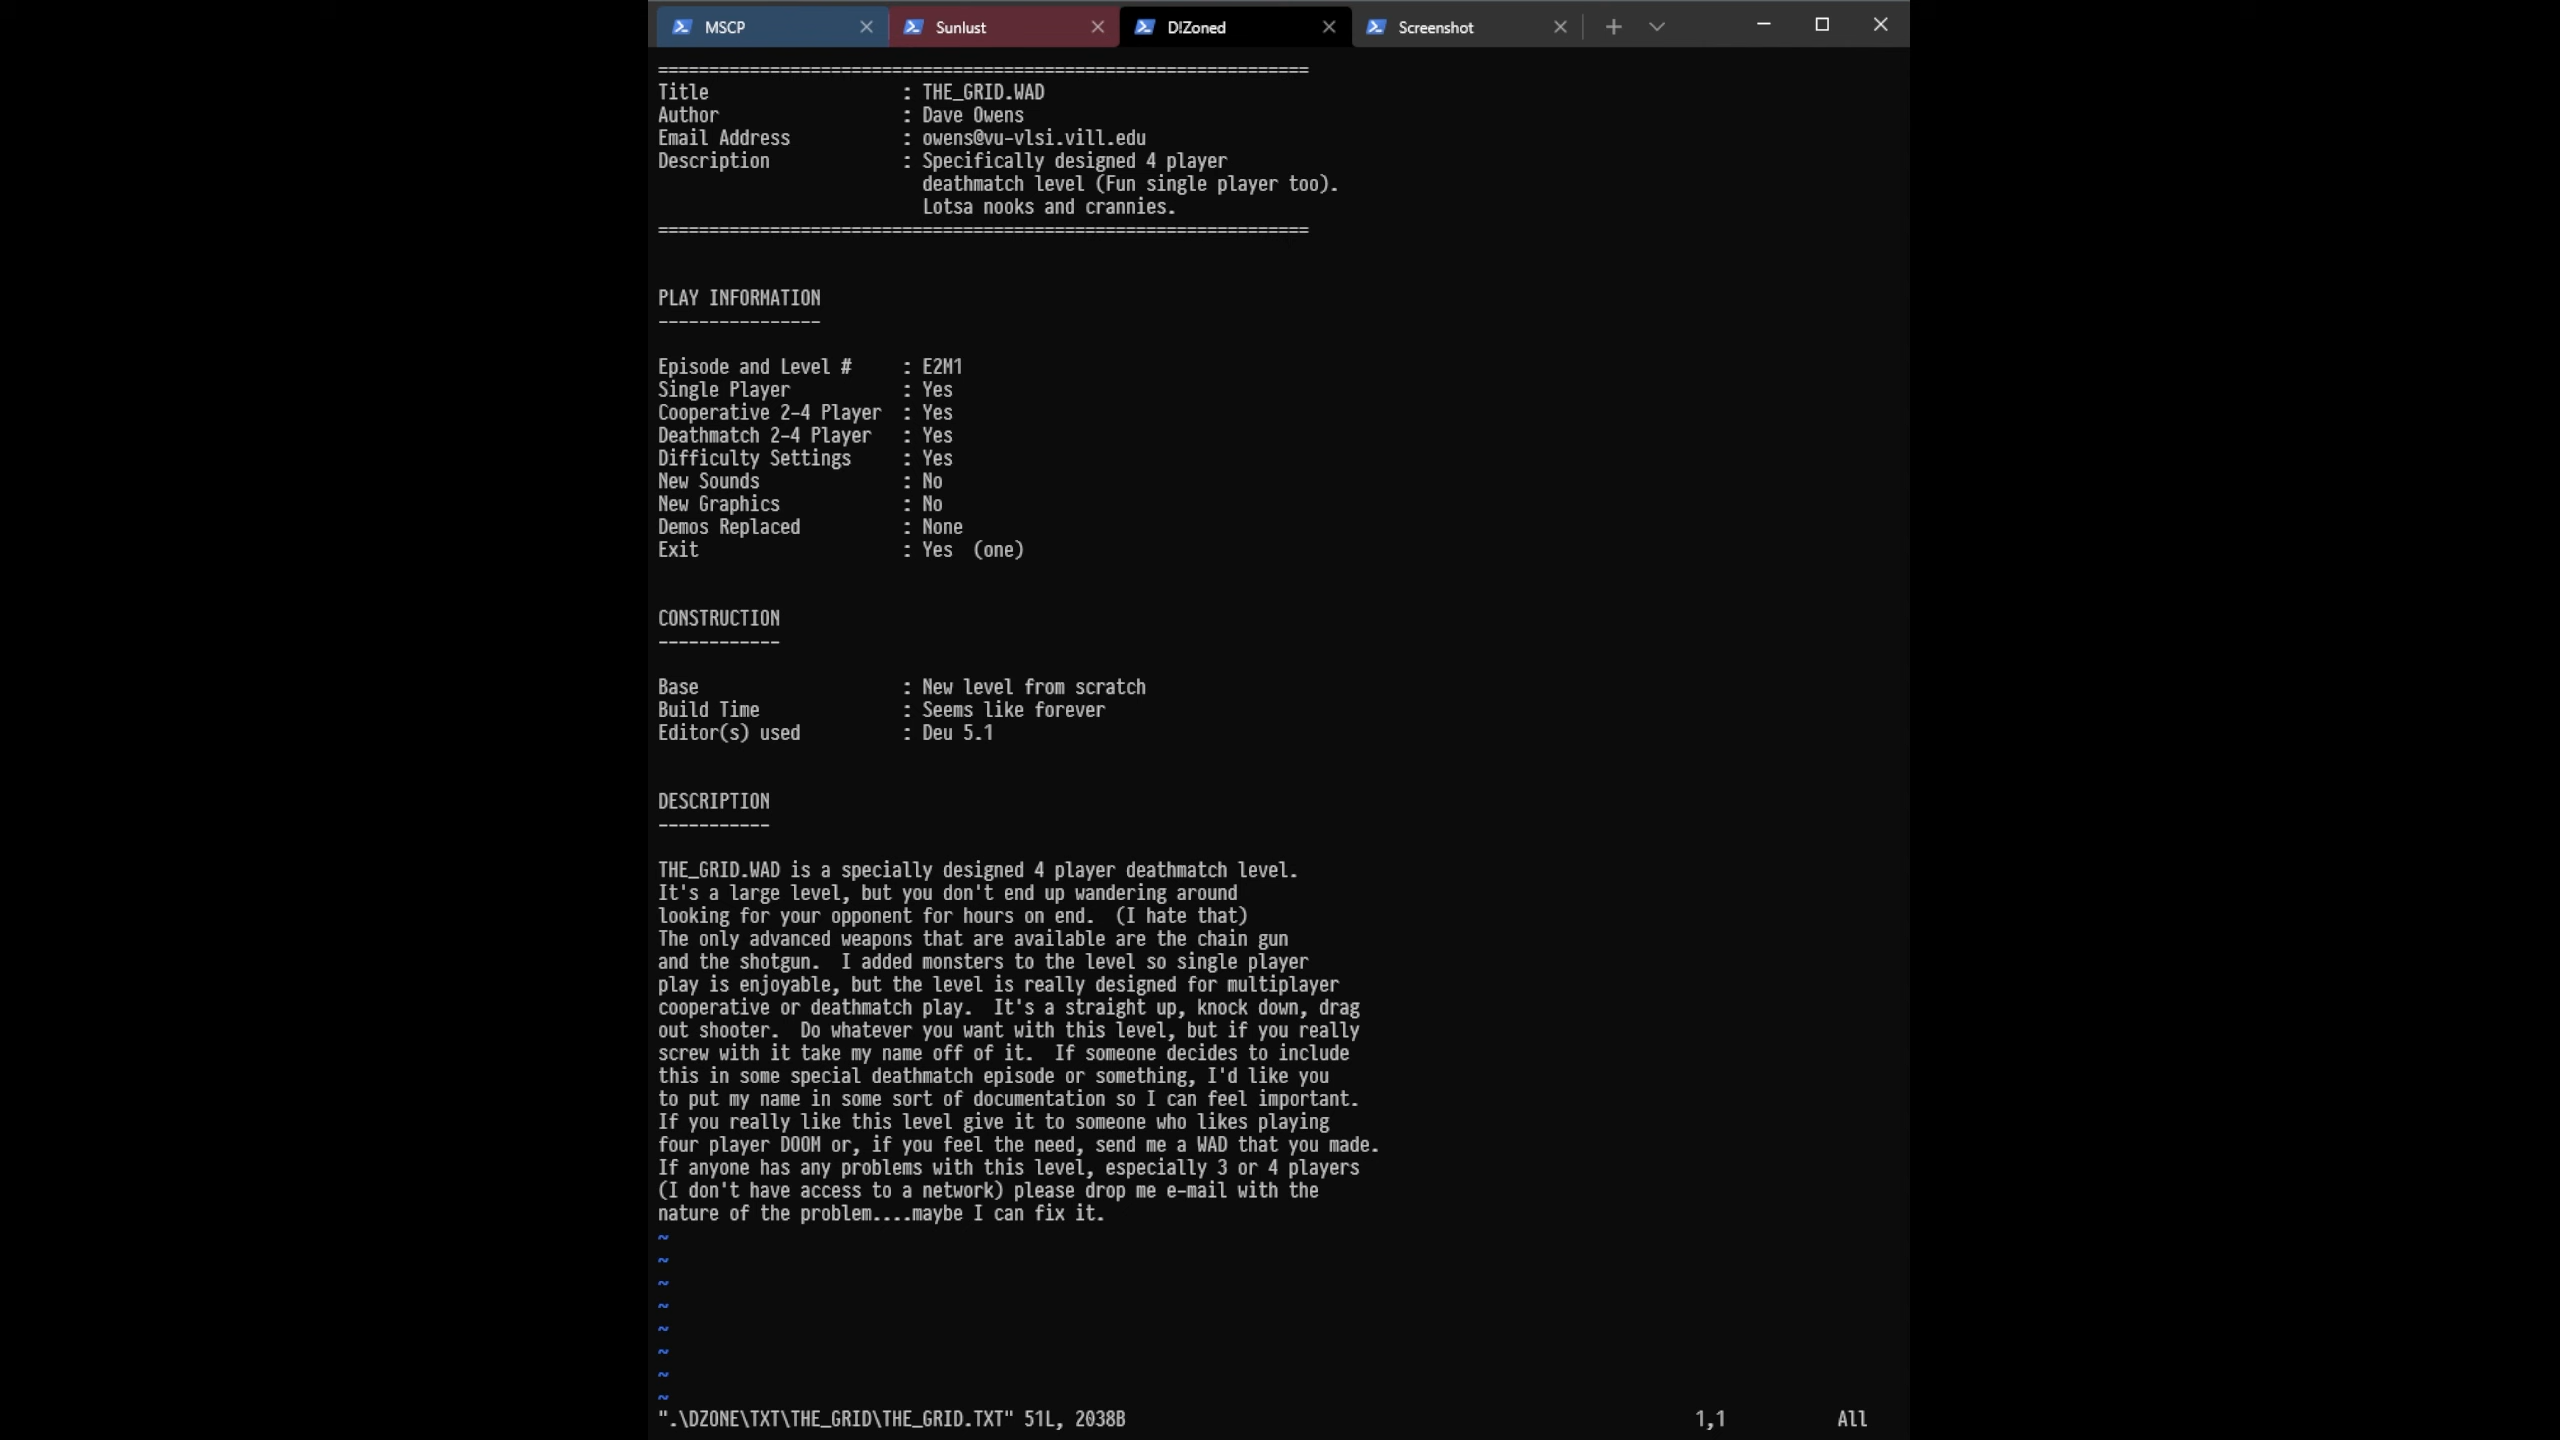 MSCP Sunlust D!Zoned Screenshot
================================================================
Title : THE_GRID.WAD
Author : Dave Owens
Email Address : owens@vu-vlsi.vill.edu
Description : Specifically designed 4 player
deathmatch level (Fun single player too).
Lotsa nooks and crannies.
================================================================
PLAY INFORMATION
----------------
Episode and Level # : E2M1
Single Player : Yes
Cooperative 2-4 Player : Yes
Deathmatch 2-4 Player : Yes
Difficulty Settings : Yes
New Sounds : No
New Graphics : No
Demos Replaced : None
Exit : Yes (one)
CONSTRUCTION
------------
Base : New level from scratch
Build Time : Seems like forever
Editor(s) used : Deu 5.1
DESCRIPTION
-----------
THE_GRID.WAD is a specially designed 4 player deathmatch level.
It's a large level, but you don't end up wandering around
looking for your opponent for hours on end. (I hate that)
The only advanced weapons that are available are the chain gun
and the shotgun. I added monsters to the level so single player
play is enjoyable, but the level is really designed for multiplayer
cooperative or deathmatch play. It's a straight up, knock down, drag
out shooter. Do whatever you want with this level, but if you really
screw with it take my name off of it. If someone decides to include
this in some special deathmatch episode or something, I'd like you
to put my name in some sort of documentation so I can feel important.
If you really like this level give it to someone who likes playing
four player DOOM or, if you feel the need, send me a WAD that you made.
If anyone has any problems with this level, especially 3 or 4 players
(I don't have access to a network) please drop me e-mail with the
nature of the problem....maybe I can fix it.
~
~
~
~
~
~
~
~
".\DZONE\TXT\THE_GRID\THE_GRID.TXT" 51L, 2038B 1,1 All